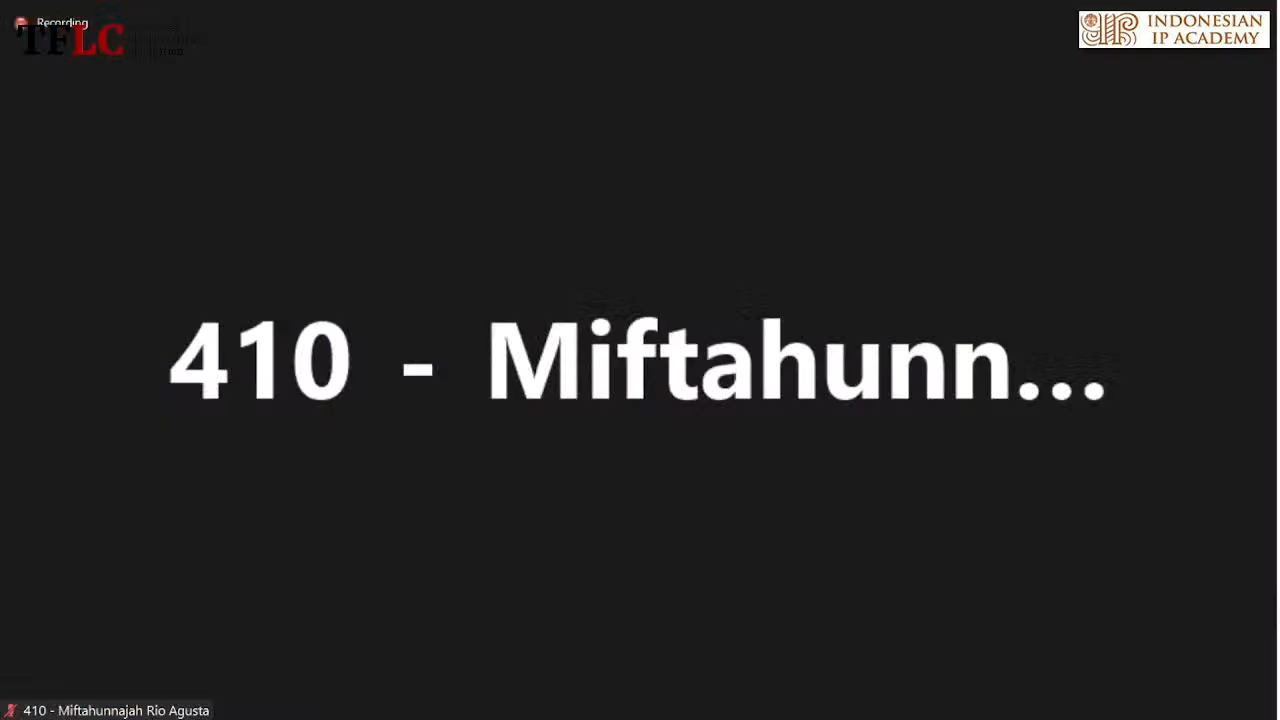 Recording
TFLC
INDONESIAN
IP ACADEMY
410 - Miftahunn...
410 - Miftahunnajah Rio Agusta